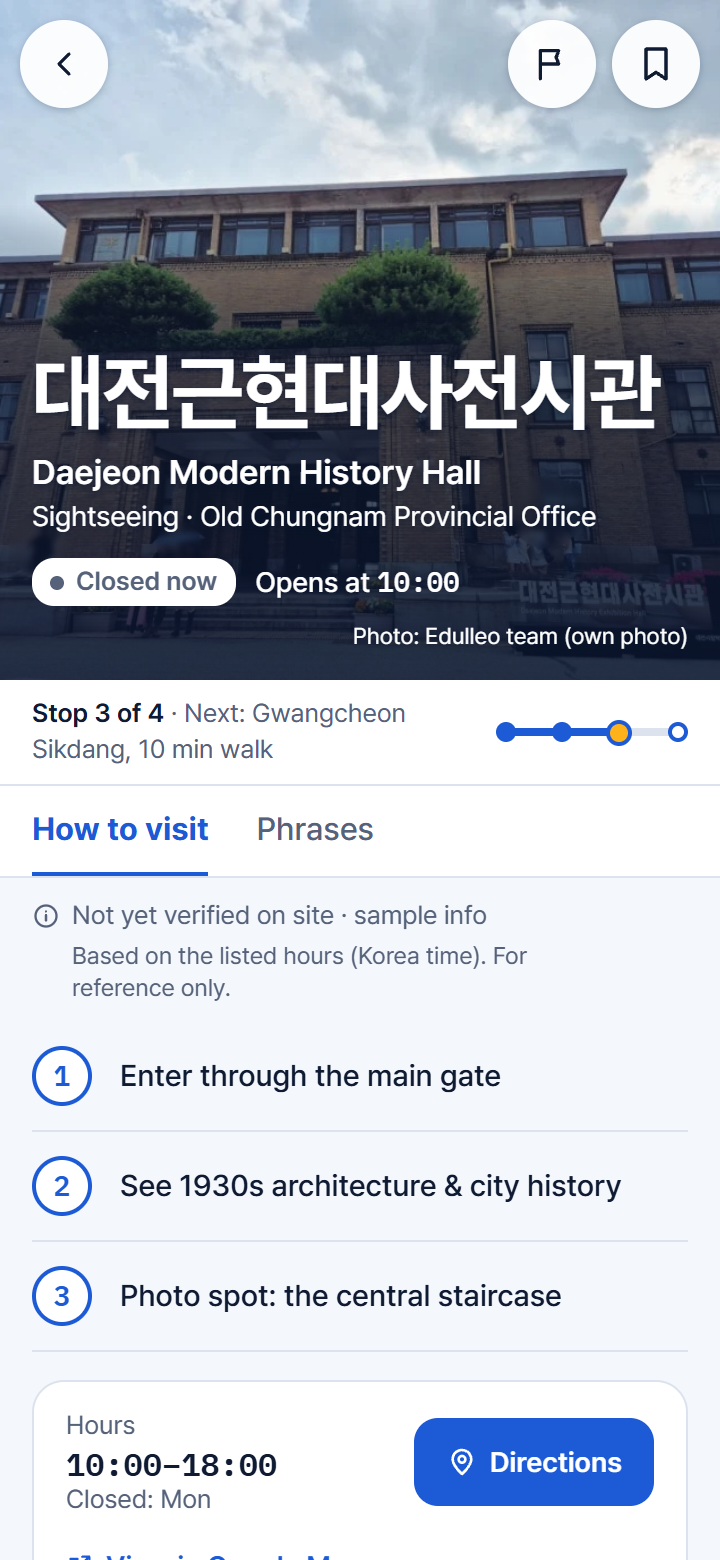 대전근현대사전시관
Daejeon Modern History Hall
Sightseeing · Old Chungnam Provincial Office
Closed now
Opens at 10:00
대전근현대사전시관
Photo: Edulleo team (own photo)
Stop 3 of 4 · Next: Gwangcheon
Sikdang, 10 min walk
How to visit
Phrases
Not yet verified on site · sample info
Based on the listed hours (Korea time). For
reference only.
1 Enter through the main gate
2 See 1930s architecture & city history
3 Photo spot: the central staircase
Hours
10:00–18:00
Closed: Mon
Directions